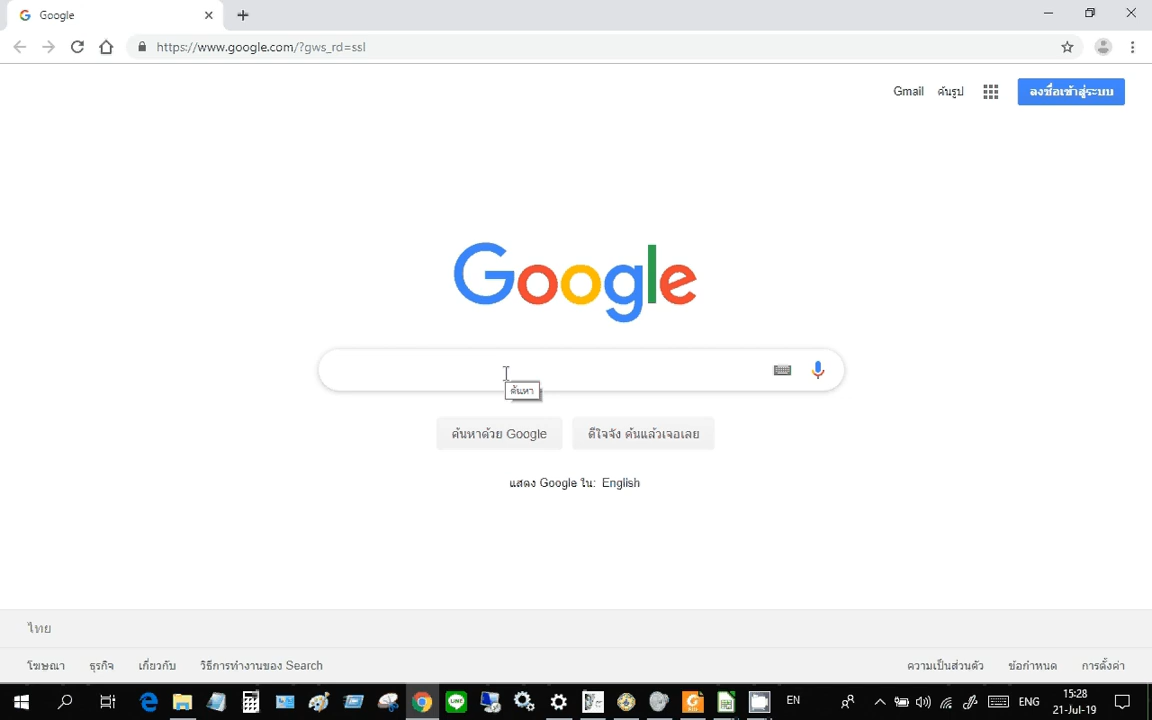 Google
https://www.google.com/?gws_rd=ssl
Gmail ค้นรูป ลงชื่อเข้าสู่ระบบ
Google
ค้นหา
ค้นหาด้วย Google ดีใจจัง ค้นแล้วเจอเลย
แสดง Google ใน: English
ไทย
โฆษณา ธุรกิจ เกี่ยวกับ วิธีการทำงานของ Search ความเป็นส่วนตัว ข้อกำหนด การตั้งค่า
LINE EN ENG 15:28
21-Jul-19